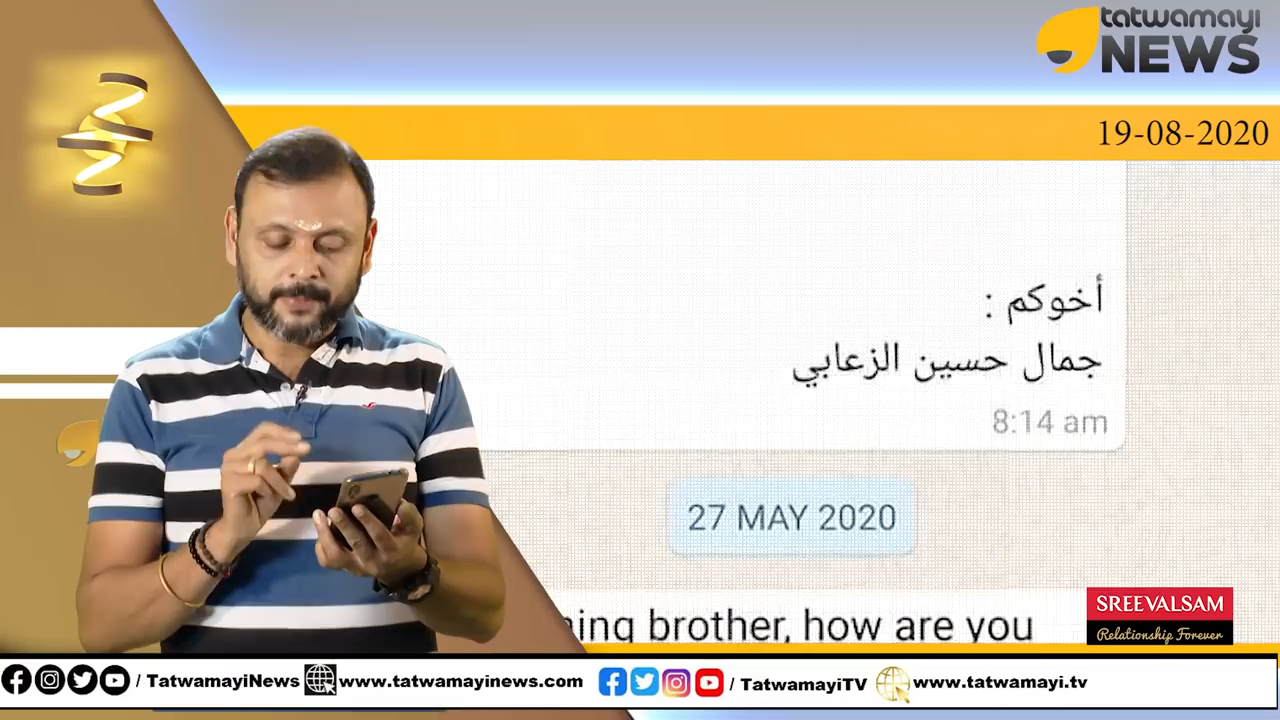 tatwamayi
NEWS
19-08-2020
أخوكم :
جمال حسين الزعابي
8:14 am
27 MAY 2020
brother, how are you
SREEVALSAM
Relationship Forever
/ TatwamayiNews www.tatwamayinews.com / TatwamayiTV www.tatwamayi.tv